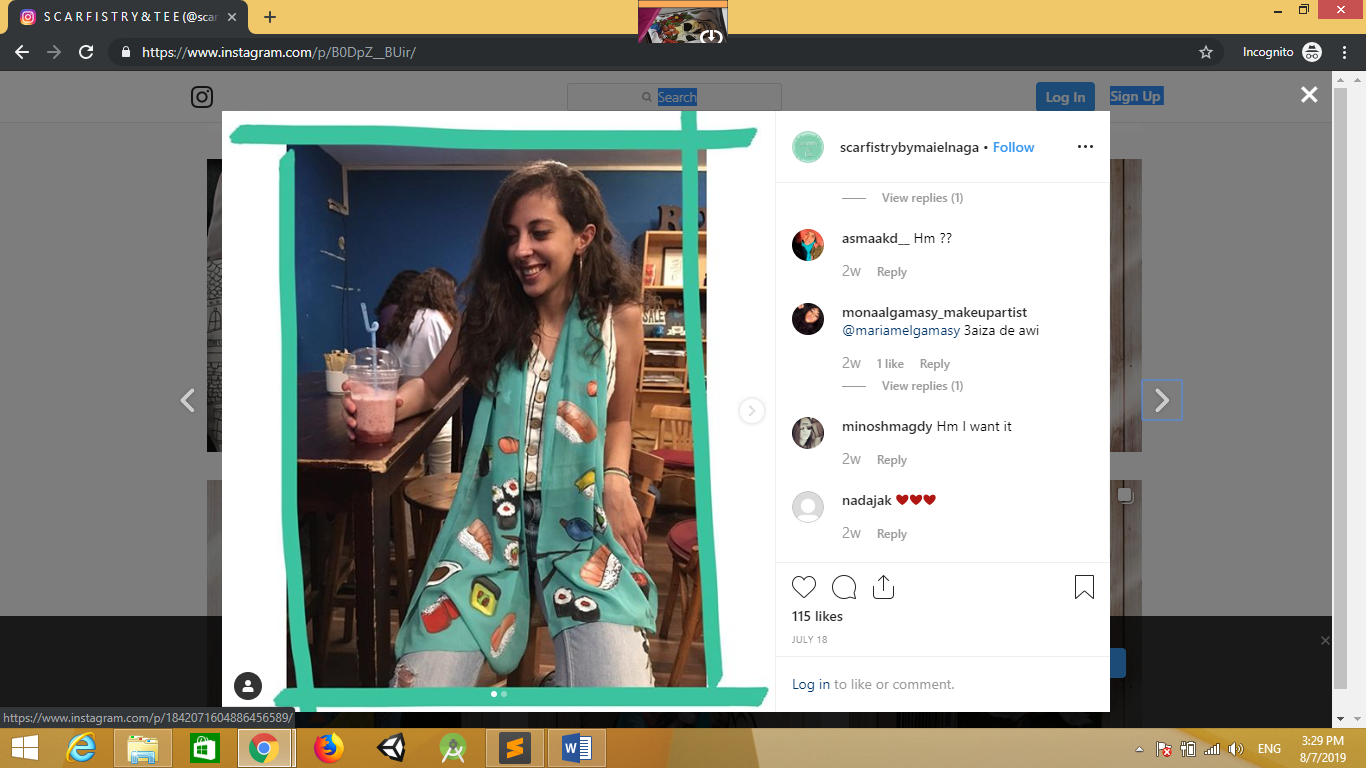 S C A R F I S T R Y & T E E (@scar
https://www.instagram.com/p/B0DpZ__BUir/
Incognito
Search
Log In
Sign Up
scarfistrybymaielnaga • Follow
View replies (1)
asmaakd__ Hm ??
2w Reply
monaalgamasy_makeupartist
@mariamelgamasy 3aiza de awi
2w 1 like Reply
View replies (1)
minoshmagdy Hm I want it
2w Reply
nadajak ❤❤❤
2w Reply
115 likes
JULY 18
Log in to like or comment.
SALE
https://www.instagram.com/p/1842071604886456589/
ENG
3:29 PM
8/7/2019